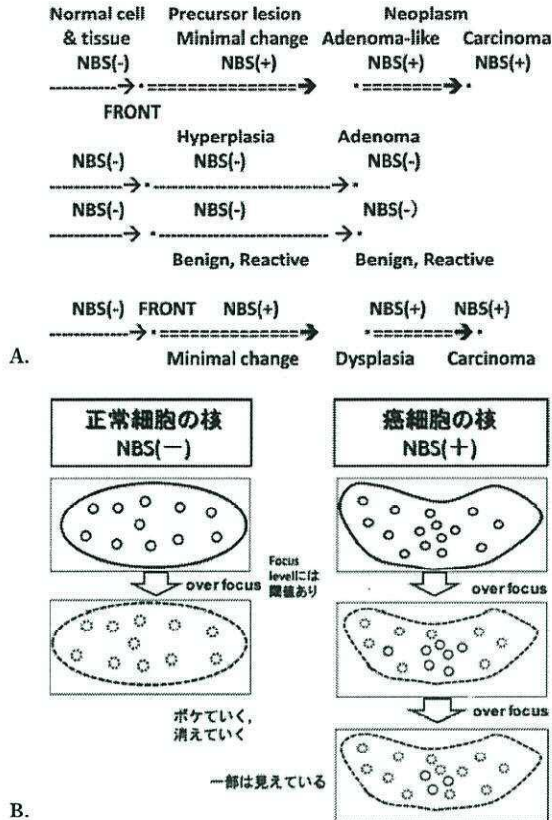 Normal cell Precursor lesion Neoplasm
& tissue Minimal change Adenoma-like Carcinoma
NBS(-) NBS(+) NBS(+) NBS(+)
FRONT
Hyperplasia Adenoma
NBS(-) NBS(-) NBS(-)
NBS(-) NBS(-) NBS(-)
Benign, Reactive Benign, Reactive
NBS(-) FRONT NBS(+) NBS(+) NBS(+)
Minimal change Dysplasia Carcinoma
A.
正常細胞の核 癌細胞の核
NBS(－) NBS(＋)
over focus
Focus
levelには
閾値あり
over focus
ボケていく,
消えていく
over focus
一部は見えている
B.